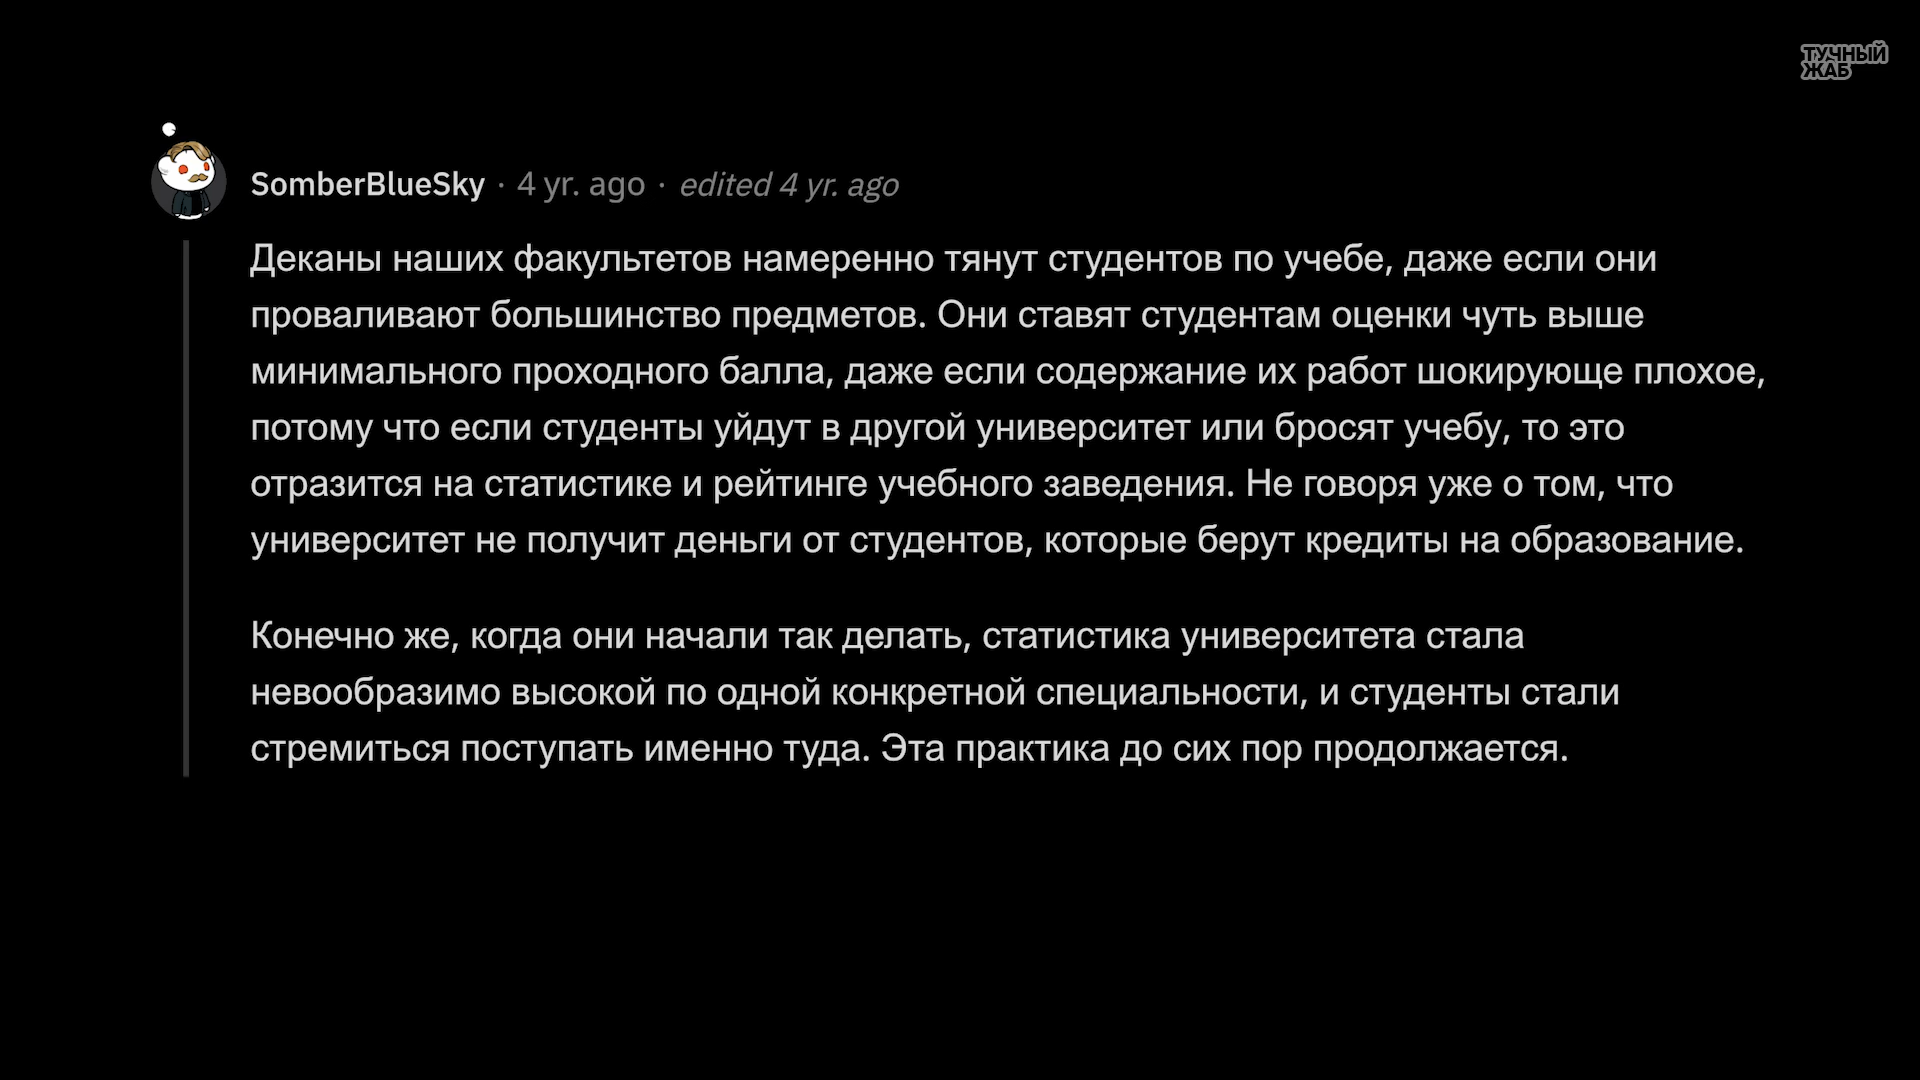 ТУЧНЫЙ
ЖАБ
SomberBlueSky · 4 yr. ago · edited 4 yr. ago
Деканы наших факультетов намеренно тянут студентов по учебе, даже если они
проваливают большинство предметов. Они ставят студентам оценки чуть выше
минимального проходного балла, даже если содержание их работ шокирующе плохое,
потому что если студенты уйдут в другой университет или бросят учебу, то это
отразится на статистике и рейтинге учебного заведения. Не говоря уже о том, что
университет не получит деньги от студентов, которые берут кредиты на образование.
Конечно же, когда они начали так делать, статистика университета стала
невообразимо высокой по одной конкретной специальности, и студенты стали
стремиться поступать именно туда. Эта практика до сих пор продолжается.